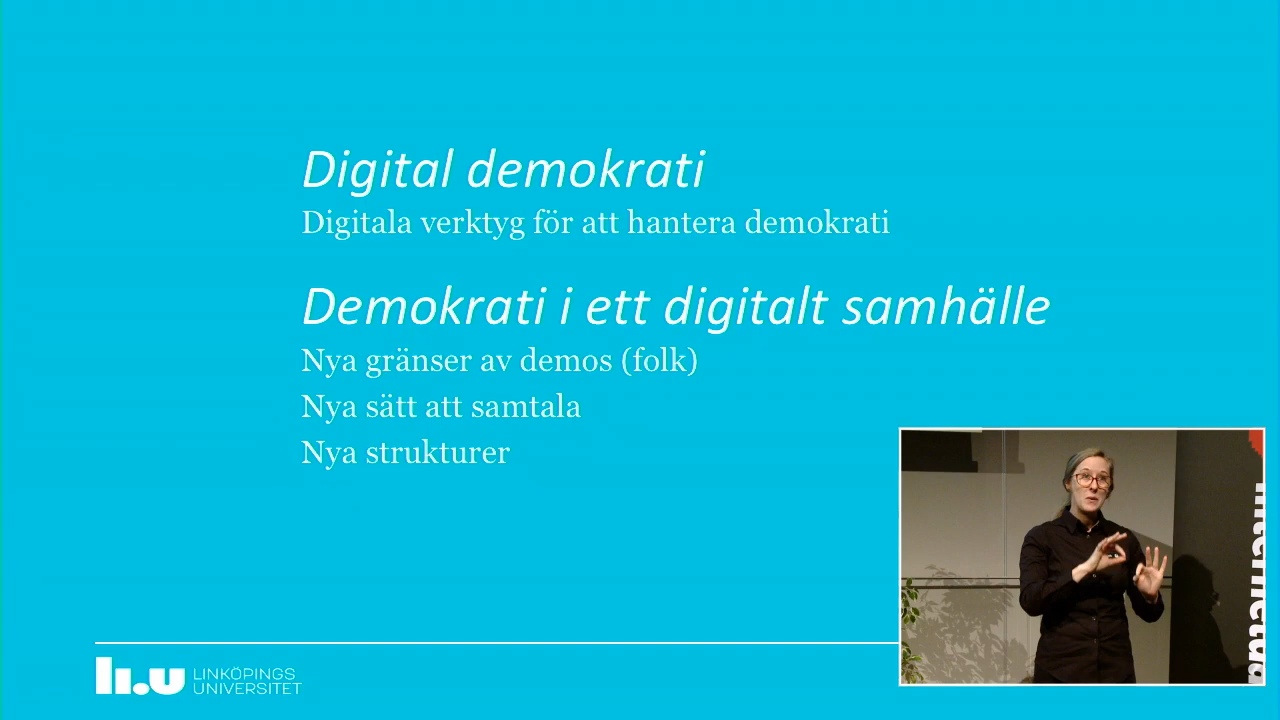 Digital demokrati
Digitala verktyg för att hantera demokrati
Demokrati i ett digitalt samhälle
Nya gränser av demos (folk)
Nya sätt att samtala
Nya strukturer
li.u
LINKÖPINGS
UNIVERSITET